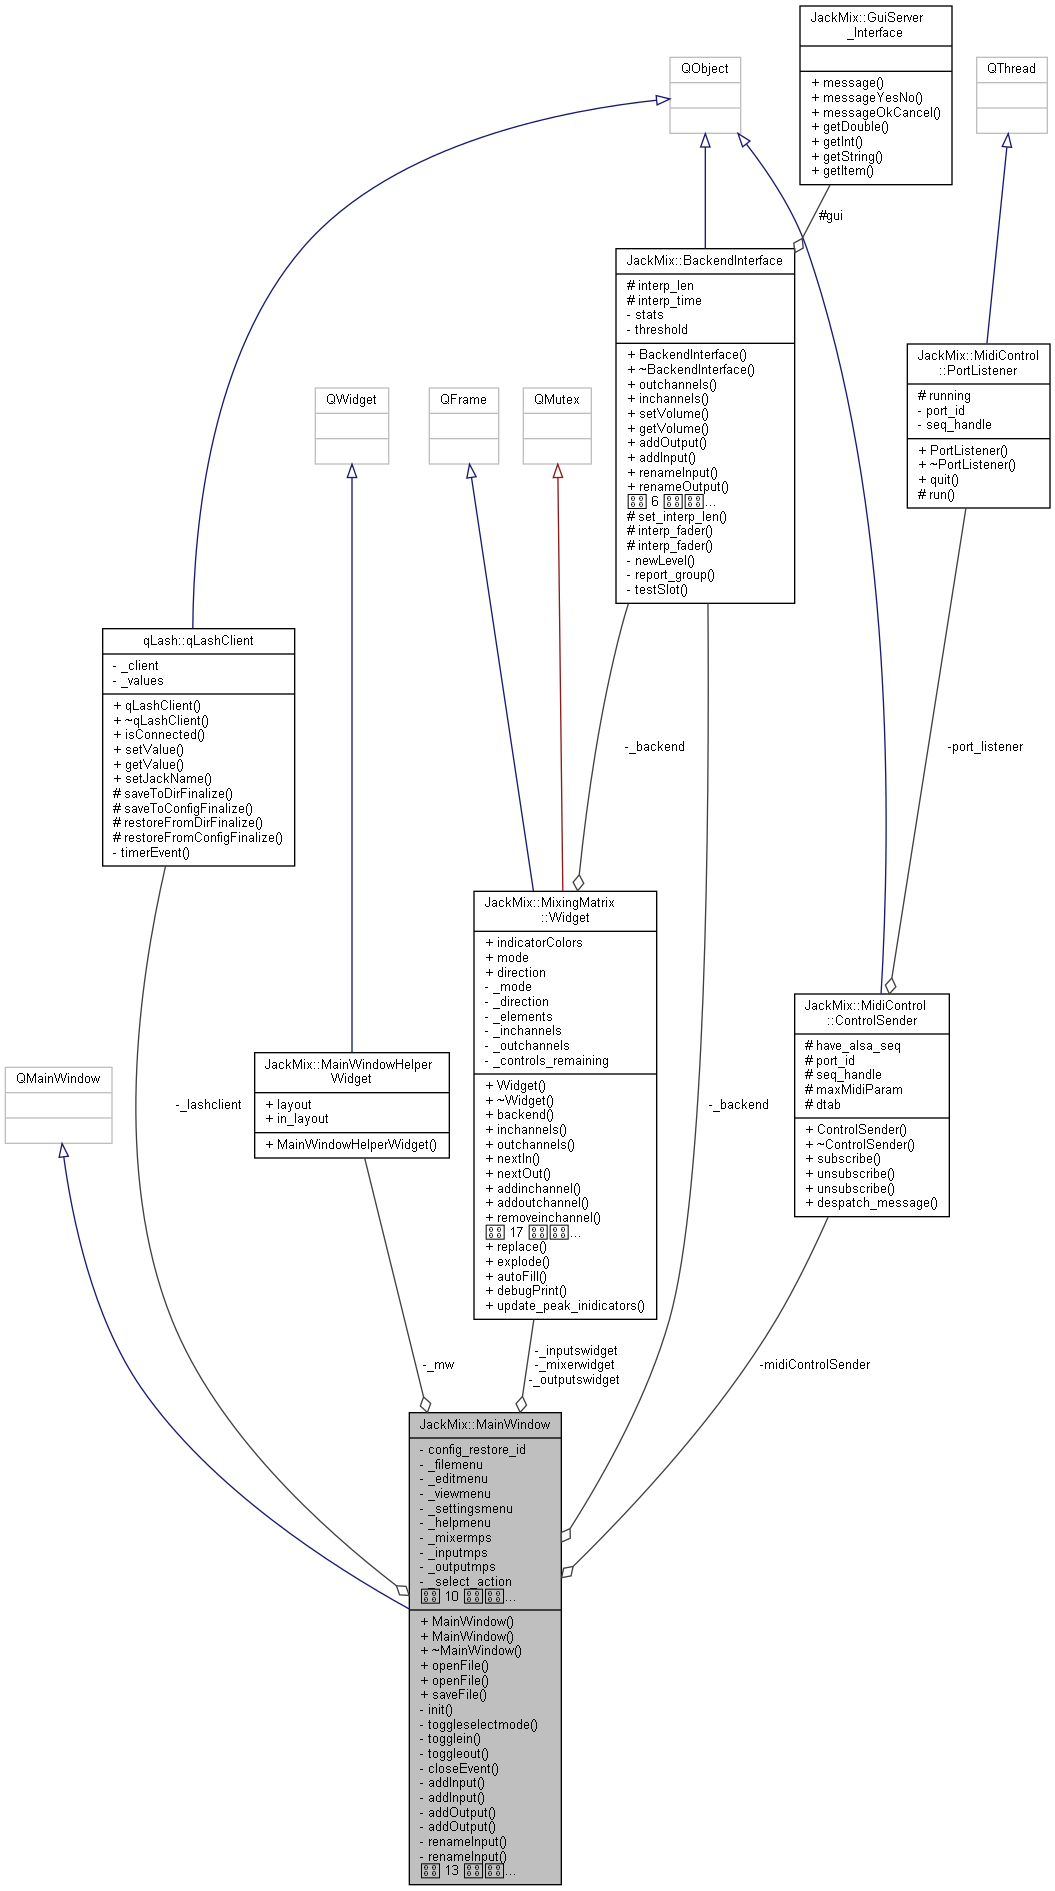 JackMix::GuiServer
_Interface
+ message()
+ messageYesNo()
+ messageOkCancel()
+ getDouble()
+ getInt()
+ getString()
+ getItem()
QObject
QThread
#gui
JackMix::BackendInterface
# interp_len
# interp_time
- stats
- threshold
+ BackendInterface()
+ ~BackendInterface()
+ outchannels()
+ inchannels()
+ setVolume()
+ getVolume()
+ addOutput()
+ addInput()
+ renameInput()
+ renameOutput()
6 ...
# set_interp_len()
# interp_fader()
# interp_fader()
- newLevel()
- report_group()
- testSlot()
JackMix::MidiControl
::PortListener
# running
- port_id
- seq_handle
+ PortListener()
+ ~PortListener()
+ quit()
# run()
QWidget
QFrame
QMutex
qLash::qLashClient
- _client
- _values
+ qLashClient()
+ ~qLashClient()
+ isConnected()
+ setValue()
+ getValue()
+ setJackName()
# saveToDirFinalize()
# saveToConfigFinalize()
# restoreFromDirFinalize()
# restoreFromConfigFinalize()
- timerEvent()
-_backend
-port_listener
JackMix::MixingMatrix
::Widget
+ indicatorColors
+ mode
+ direction
- _mode
- _direction
- _elements
- _inchannels
- _outchannels
- _controls_remaining
+ Widget()
+ ~Widget()
+ backend()
+ inchannels()
+ outchannels()
+ nextIn()
+ nextOut()
+ addinchannel()
+ addoutchannel()
+ removeinchannel()
17 ...
+ replace()
+ explode()
+ autoFill()
+ debugPrint()
+ update_peak_inidicators()
JackMix::MidiControl
::ControlSender
# have_alsa_seq
# port_id
# seq_handle
# maxMidiParam
# dtab
+ ControlSender()
+ ~ControlSender()
+ subscribe()
+ unsubscribe()
+ unsubscribe()
+ despatch_message()
JackMix::MainWindowHelper
Widget
+ layout
+ in_layout
+ MainWindowHelperWidget()
QMainWindow
-_lashclient
-_backend
-_mw
-_inputswidget
-_mixerwidget
-_outputswidget
-midiControlSender
JackMix::MainWindow
- config_restore_id
- _filemenu
- _editmenu
- _viewmenu
- _settingsmenu
- _helpmenu
- _mixermps
- _inputmps
- _outputmps
- _select_action
10 ...
+ MainWindow()
+ MainWindow()
+ ~MainWindow()
+ openFile()
+ openFile()
+ saveFile()
- init()
- toggleselectmode()
- togglein()
- toggleout()
- closeEvent()
- addInput()
- addInput()
- addOutput()
- addOutput()
- renameInput()
- renameInput()
13 ...